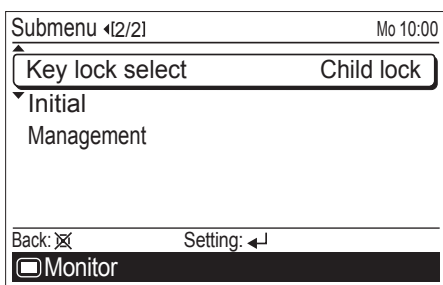 Submenu [2/2] Mo 10:00
Key lock select Child lock
Initial
Management
Back: Setting:
Monitor